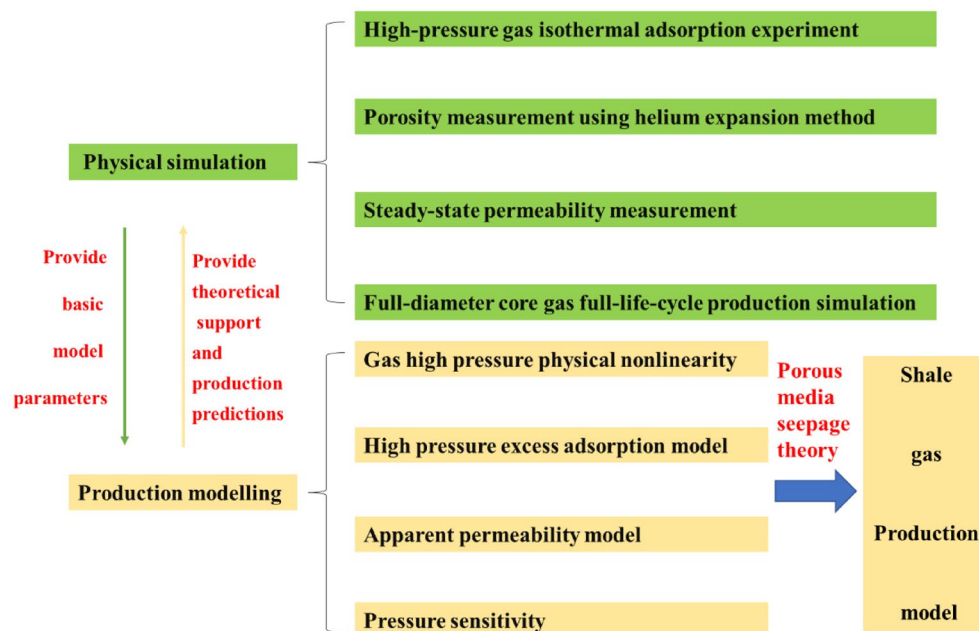 High-pressure gas isothermal adsorption experiment
Porosity measurement using helium expansion method
Physical simulation
Steady-state permeability measurement
Full-diameter core gas full-life-cycle production simulation
Provide
basic
model
parameters
Provide
theoretical
support
and
production
predictions
Production modelling
Gas high pressure physical nonlinearity
High pressure excess adsorption model
Apparent permeability model
Pressure sensitivity
Porous
media
seepage
theory
Shale
gas
Production
model